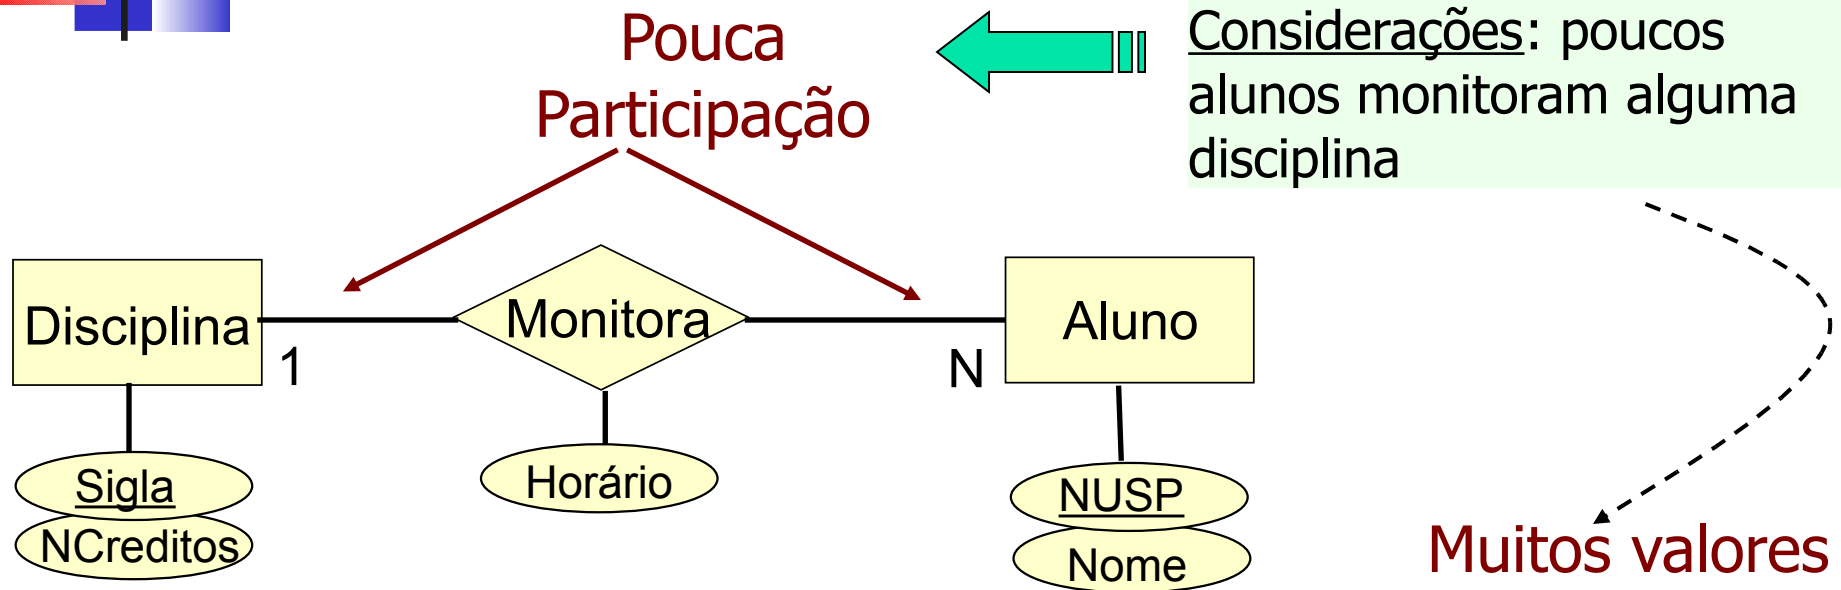 Pouca
Participação
Considerações: poucos
alunos monitoram alguma
disciplina
Disciplina
1
Monitora
N
Aluno
Sigla
NCreditos
Horário
NUSP
Nome
Muitos valores